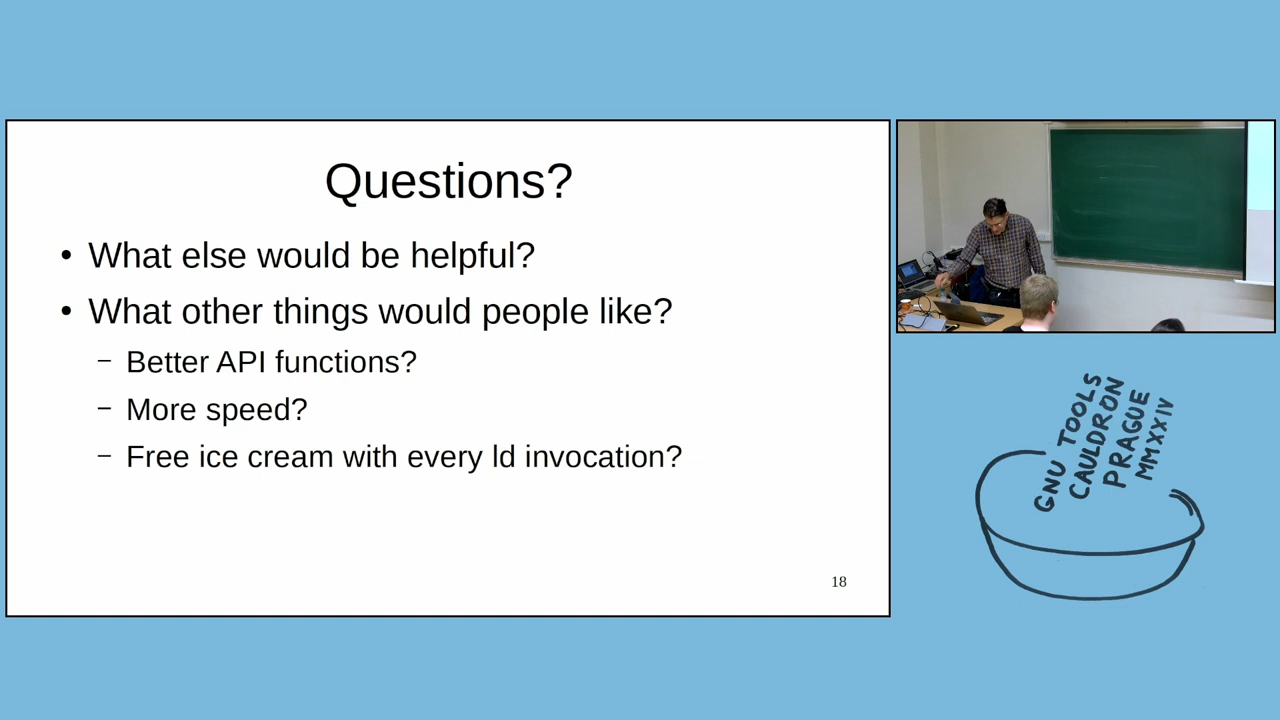 Questions?
• What else would be helpful?
• What other things would people like?
– Better API functions?
– More speed?
– Free ice cream with every ld invocation?
18
GNU TOOLS
CAULDRON
PRAGUE
MMXXIV